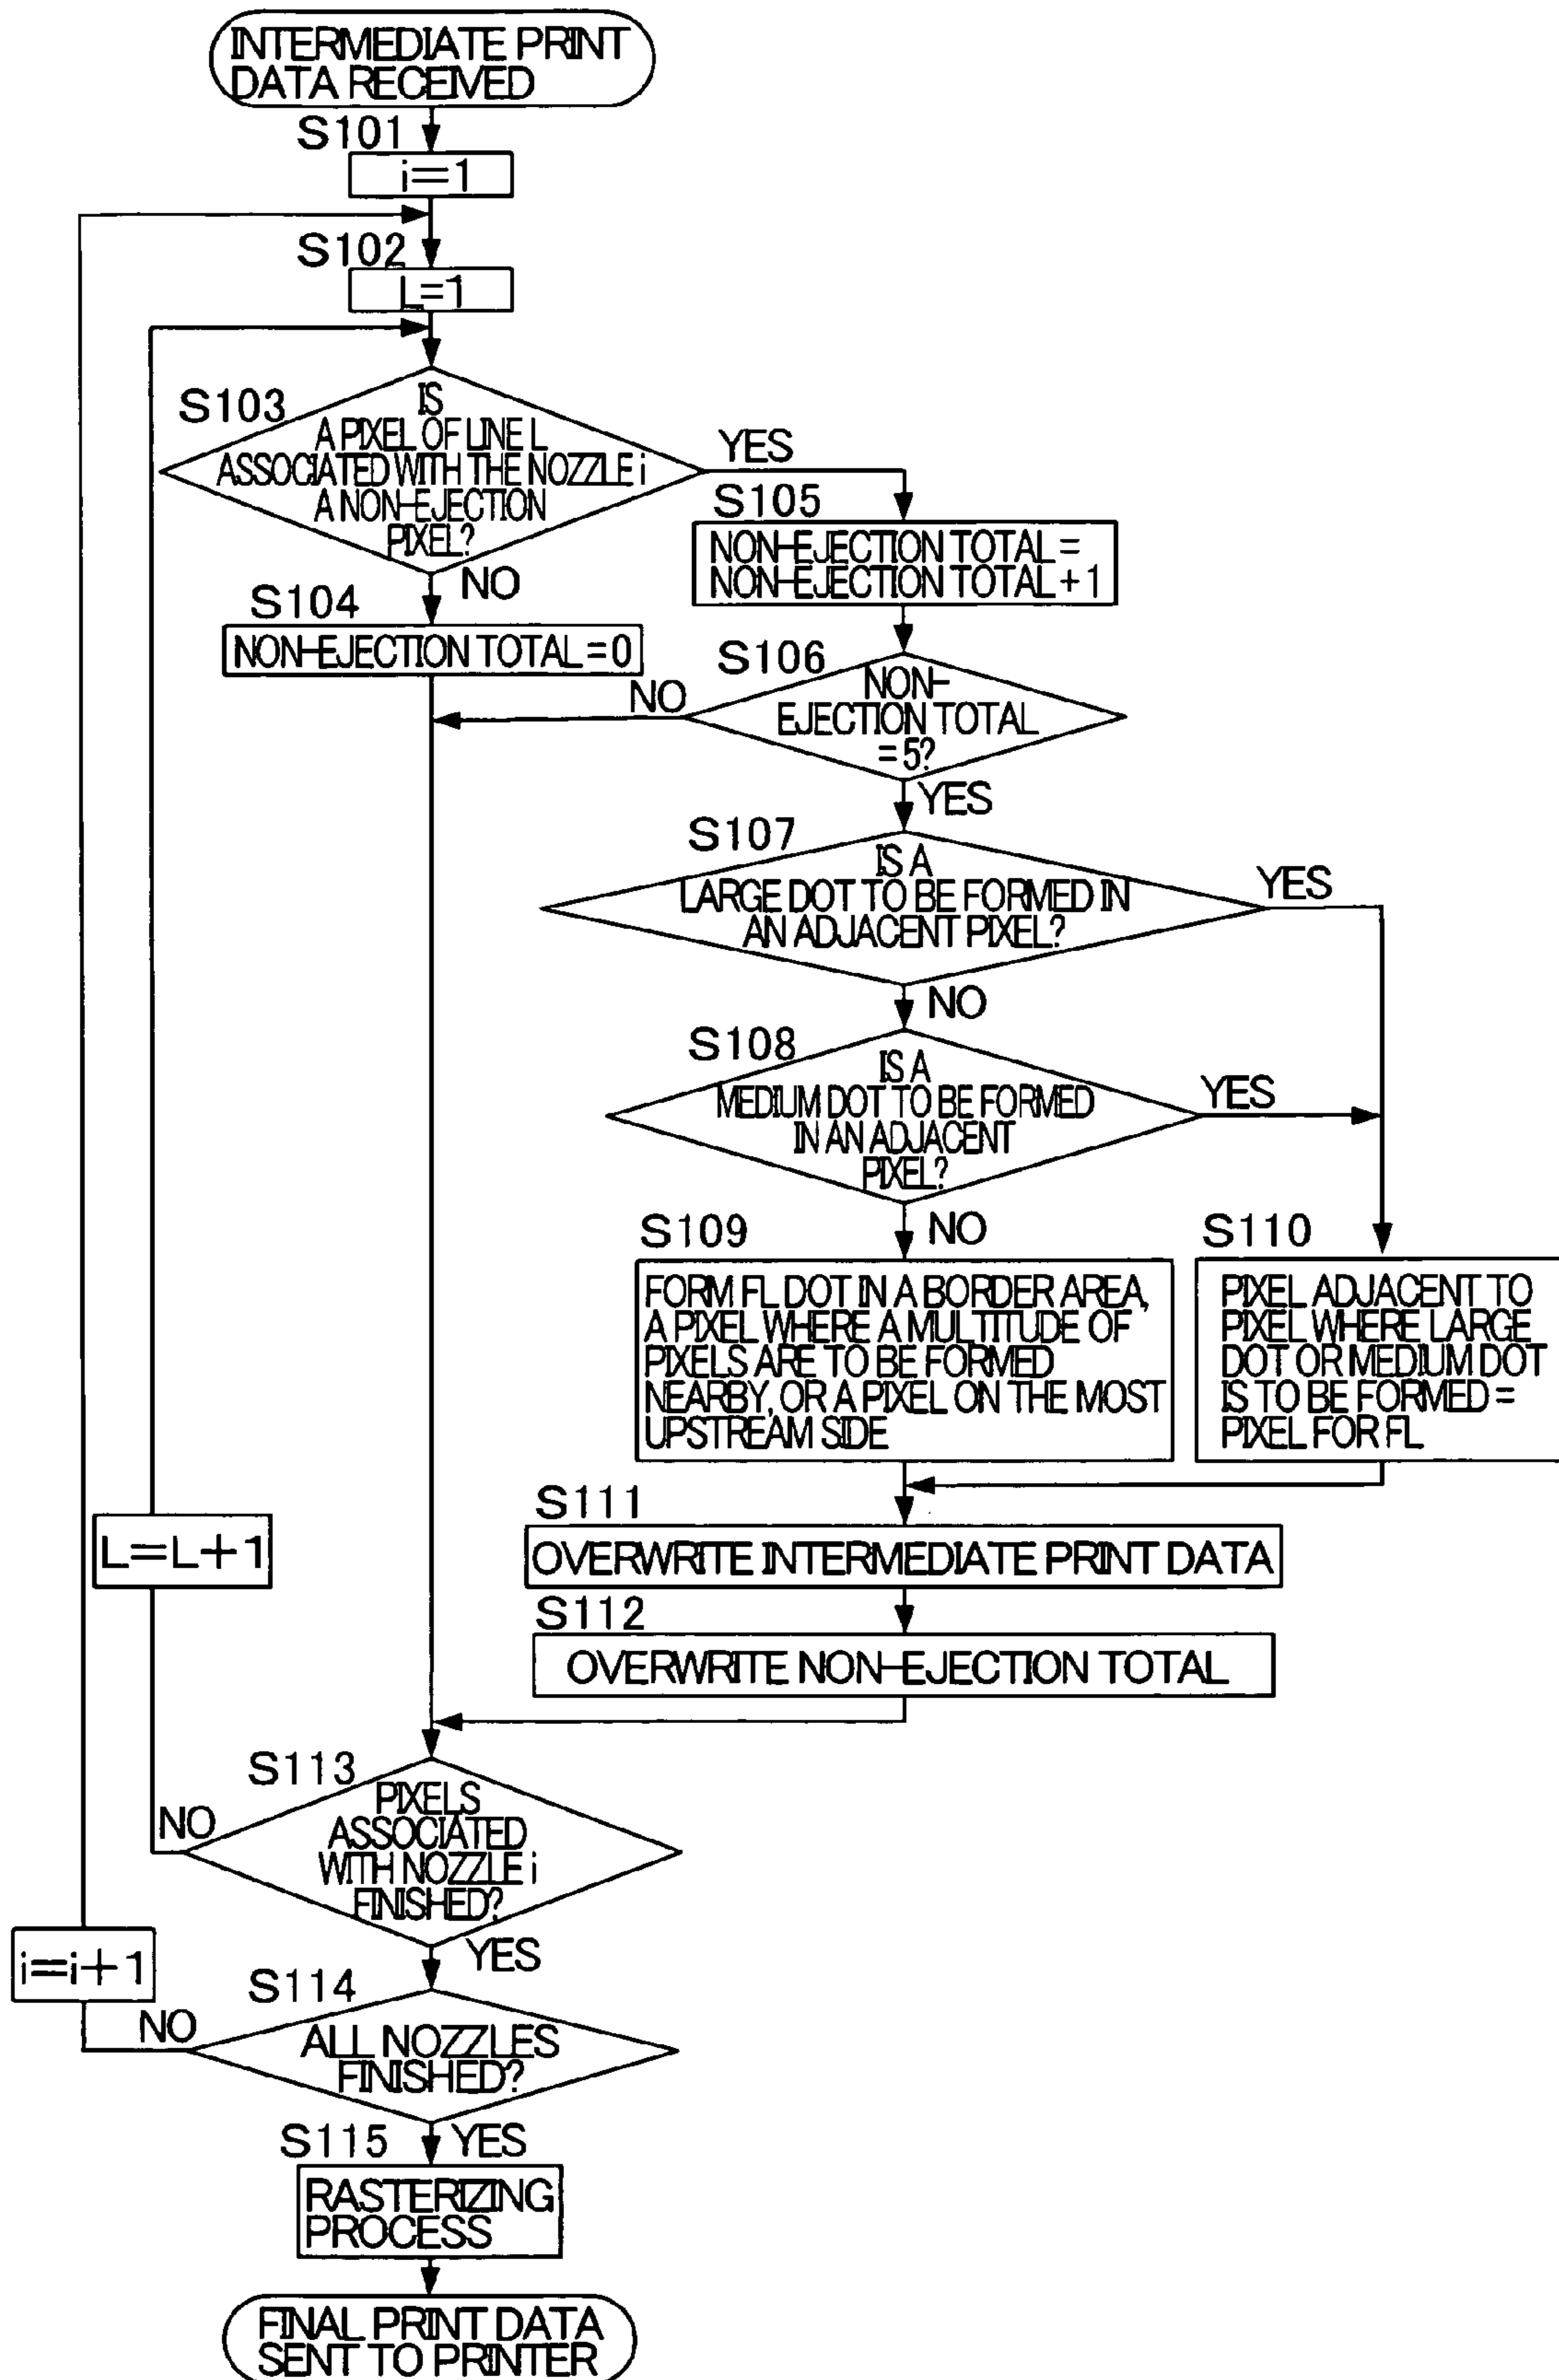 INTERMEDIATE PRINT
DATA RECEIVED
S101
i=1
S102
L=1
S103
IS
A PIXEL OF LINE L
ASSOCIATED WITH THE NOZZLE i
A NON-EJECTION
PIXEL?
YES
NO
S104
NON-EJECTION TOTAL=0
S105
NON-EJECTION TOTAL=
NON-EJECTION TOTAL+1
S106
NON-
EJECTION TOTAL
=5?
NO
YES
S107
IS A
LARGE DOT TO BE FORMED IN
AN ADJACENT PIXEL?
YES
NO
S108
IS A
MEDIUM DOT TO BE FORMED
IN AN ADJACENT
PIXEL?
YES
NO
S109
FORM FL DOT IN A BORDER AREA,
A PIXEL WHERE A MULTITUDE OF
PIXELS ARE TO BE FORMED
NEARBY, OR A PIXEL ON THE MOST
UPSTREAM SIDE
S110
PIXEL ADJACENT TO
PIXEL WHERE LARGE
DOT OR MEDIUM DOT
IS TO BE FORMED=
PIXEL FOR FL
S111
OVERWRITE INTERMEDIATE PRINT DATA
S112
OVERWRITE NON-EJECTION TOTAL
L=L+1
S113
PIXELS
ASSOCIATED
WITH NOZZLE i
FINISHED?
NO
YES
i=i+1
S114
ALL NOZZLES
FINISHED?
NO
YES
S115
RASTERIZING
PROCESS
FINAL PRINT DATA
SENT TO PRINTER